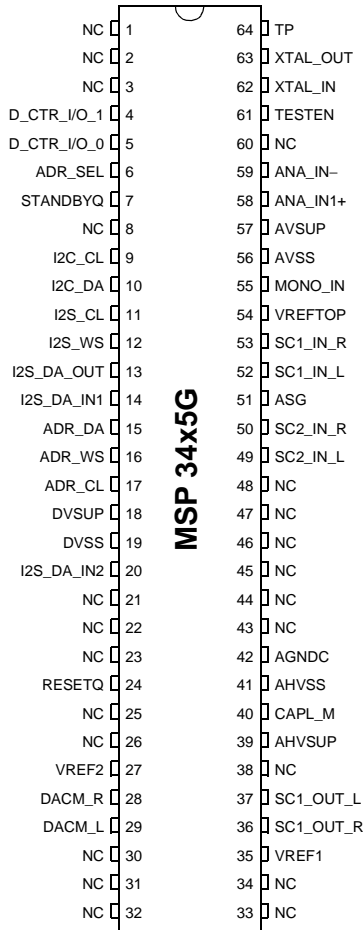 NC 1 64 TP
NC 2 63 XTAL_OUT
NC 3 62 XTAL_IN
D_CTR_I/O_1 4 61 TESTEN
D_CTR_I/O_0 5 60 NC
ADR_SEL 6 59 ANA_IN−
STANDBYQ 7 58 ANA_IN1+
NC 8 57 AVSUP
I2C_CL 9 56 AVSS
I2C_DA 10 55 MONO_IN
I2S_CL 11 54 VREFTOP
I2S_WS 12 53 SC1_IN_R
I2S_DA_OUT 13 52 SC1_IN_L
I2S_DA_IN1 14 51 ASG
ADR_DA 15 50 SC2_IN_R
ADR_WS 16 49 SC2_IN_L
ADR_CL 17 48 NC
DVSUP 18 47 NC
DVSS 19 46 NC
I2S_DA_IN2 20 45 NC
NC 21 44 NC
NC 22 43 NC
NC 23 42 AGNDC
RESETQ 24 41 AHVSS
NC 25 40 CAPL_M
NC 26 39 AHVSUP
VREF2 27 38 NC
DACM_R 28 37 SC1_OUT_L
DACM_L 29 36 SC1_OUT_R
NC 30 35 VREF1
NC 31 34 NC
NC 32 33 NC
MSP 34x5G